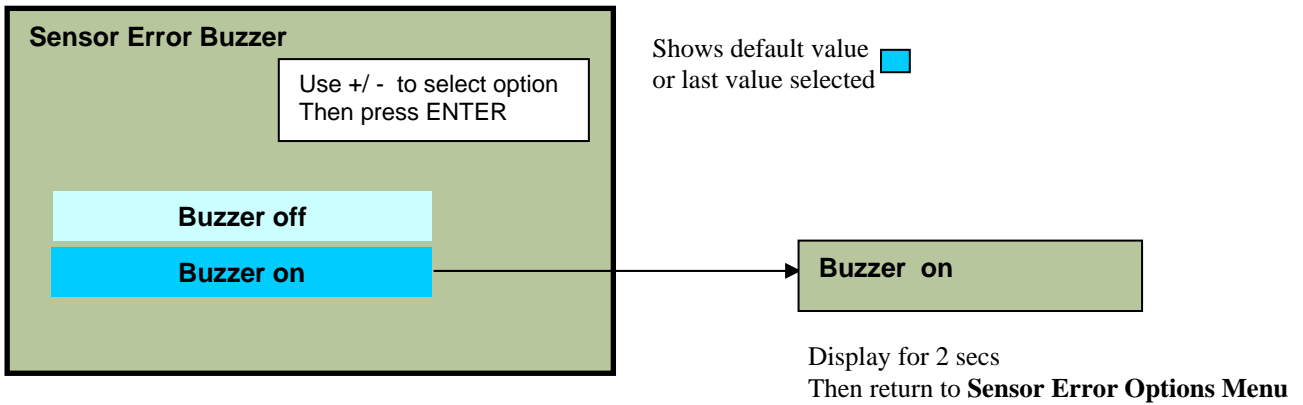 Sensor Error Buzzer
Use +/ - to select option
Then press ENTER
Buzzer off
Buzzer on
Shows default value
or last value selected
Buzzer on
Display for 2 secs
Then return to Sensor Error Options Menu